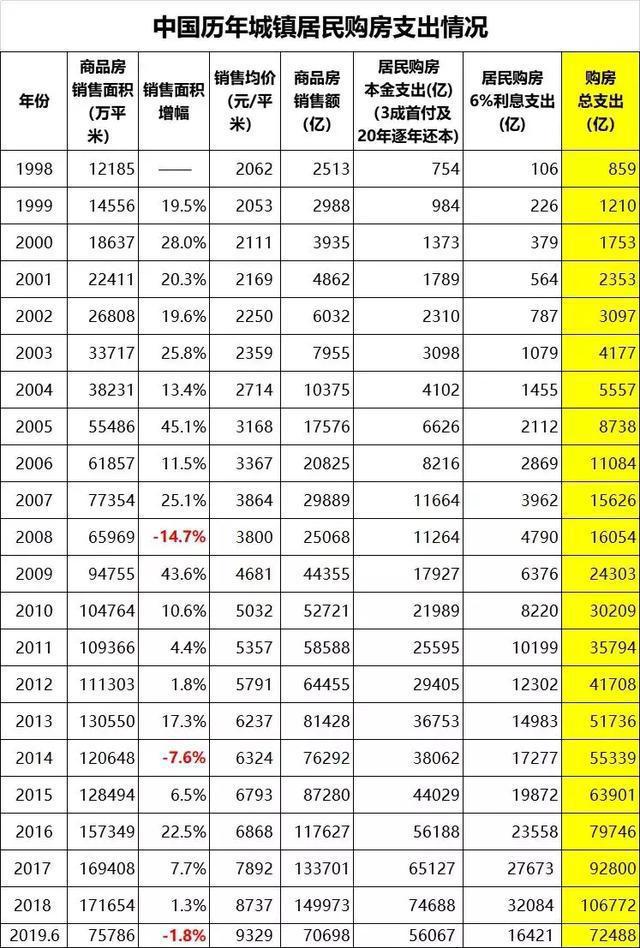 中国历年城镇居民购房支出情况
年份 商品房销售面积(万平米) 销售面积增幅 销售均价(元/平米) 商品房销售额(亿) 居民购房本金支出(亿)(3成首付及20年逐年还本) 居民购房6%利息支出(亿) 购房总支出(亿)
1998 12185 —— 2062 2513 754 106 859
1999 14556 19.5% 2053 2988 984 226 1210
2000 18637 28.0% 2111 3935 1373 379 1753
2001 22411 20.3% 2169 4862 1789 564 2353
2002 26808 19.6% 2250 6032 2310 787 3097
2003 33717 25.8% 2359 7955 3098 1079 4177
2004 38231 13.4% 2714 10375 4102 1455 5557
2005 55486 45.1% 3168 17576 6626 2112 8738
2006 61857 11.5% 3367 20825 8216 2869 11084
2007 77354 25.1% 3864 29889 11664 3962 15626
2008 65969 -14.7% 3800 25068 11264 4790 16054
2009 94755 43.6% 4681 44355 17927 6376 24303
2010 104764 10.6% 5032 52721 21989 8220 30209
2011 109366 4.4% 5357 58588 25595 10199 35794
2012 111303 1.8% 5791 64455 29405 12302 41708
2013 130550 17.3% 6237 81428 36753 14983 51736
2014 120648 -7.6% 6324 76292 38062 17277 55339
2015 128494 6.5% 6793 87280 44029 19872 63901
2016 157349 22.5% 6868 117627 56188 23558 79746
2017 169408 7.7% 7892 133701 65127 27673 92800
2018 171654 1.3% 8737 149973 74688 32084 106772
2019.6 75786 -1.8% 9329 70698 56067 16421 72488